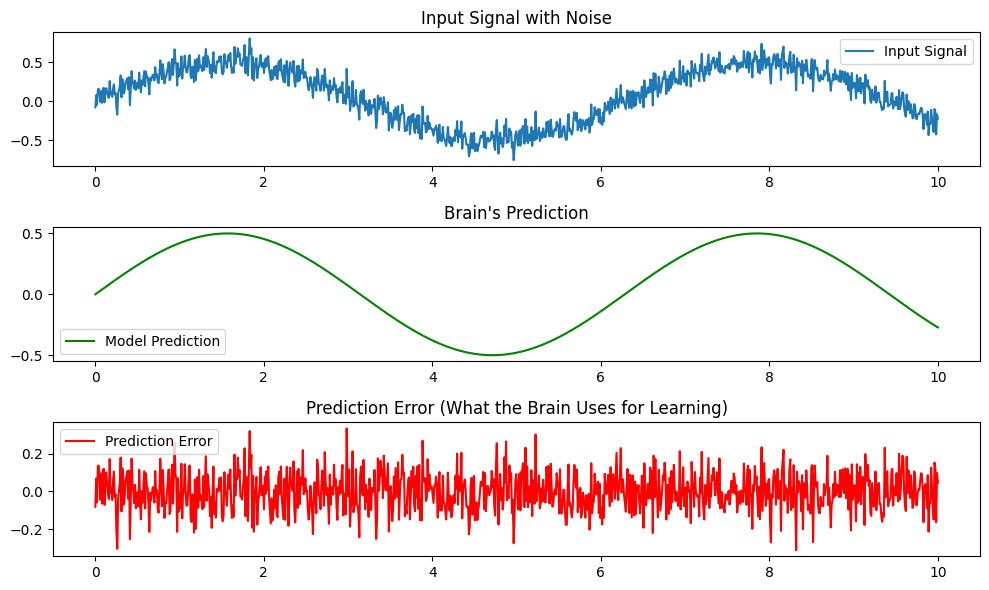 Input Signal with Noise
Input Signal
0.5
0.0
−0.5
0 2 4 6 8 10
Brain's Prediction
0.5
0.0
−0.5
Model Prediction
0 2 4 6 8 10
Prediction Error (What the Brain Uses for Learning)
Prediction Error
0.2
0.0
−0.2
0 2 4 6 8 10